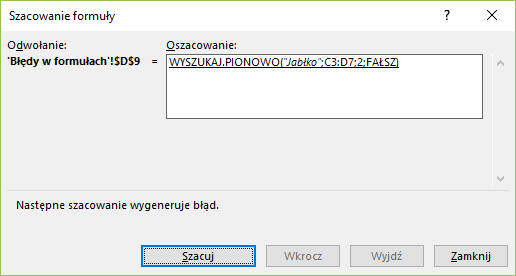 Szacowanie formuły
Odwołanie: Oszacowanie:
'Błędy w formułach'!$D$9 = WYSZUKAJ.PIONOWO("Jabłko";C3:D7;2;FAŁSZ)
Następne szacowanie wygeneruje błąd.
Szacuj Wkrocz Wyjdź Zamknij